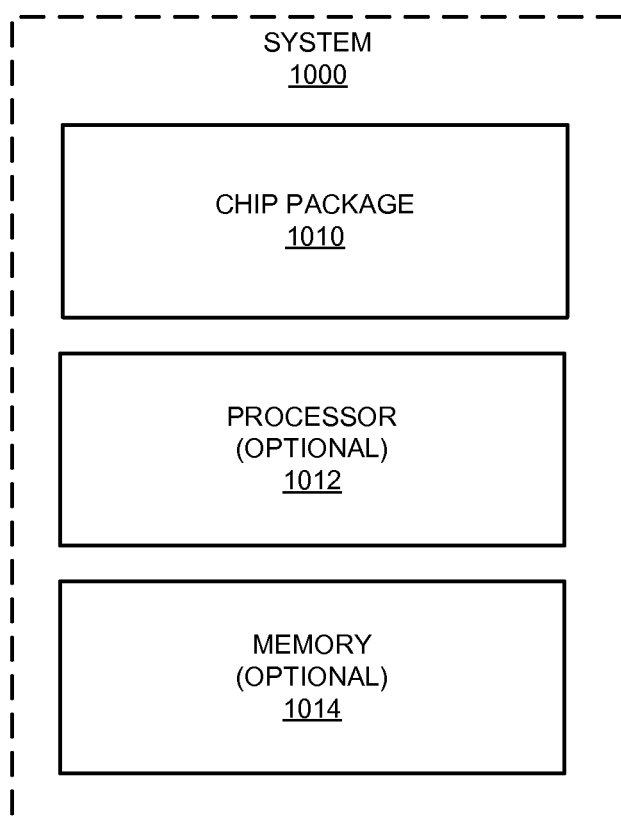 SYSTEM
1000
CHIP PACKAGE
1010
PROCESSOR
(OPTIONAL)
1012
MEMORY
(OPTIONAL)
1014